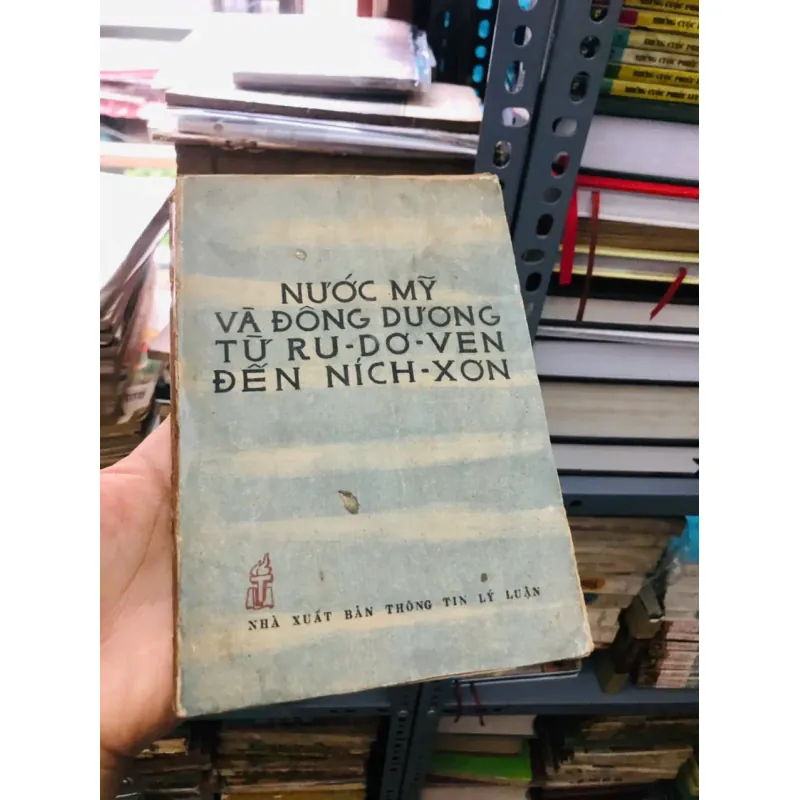 NƯỚC MỸ
VÀ ĐÔNG DƯƠNG
TỪ RU-DƠ-VEN
ĐẾN NÍCH-XƠN
NHÀ XUẤT BẢN THÔNG TIN LÝ LUẬN